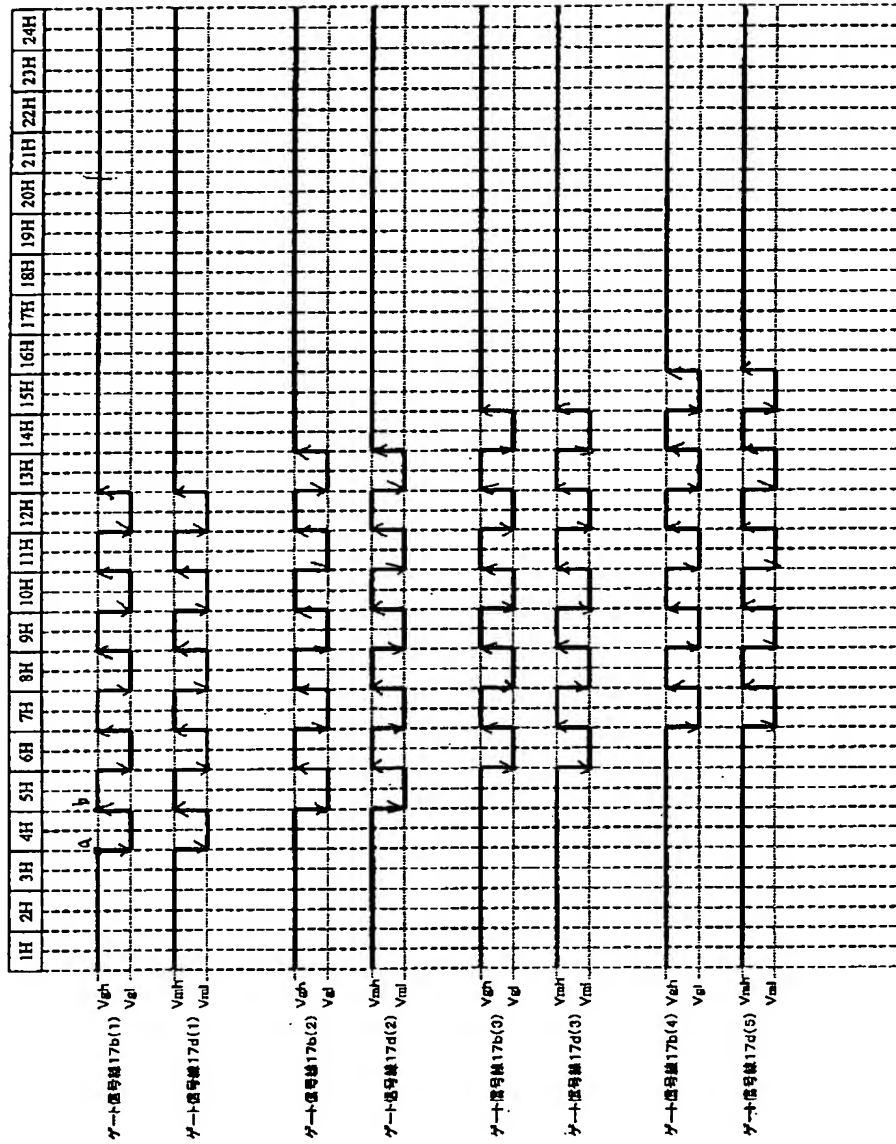 1H 2H 3H 4H 5H 6H 7H 8H 9H 10H 11H 12H 13H 14H 15H 16H 17H 18H 19H 20H 21H 22H 23H 24H
a b
ゲート信号線17b(1) Vgh
Vgl
ゲート信号線17d(1) Vmh
Vml
ゲート信号線17b(2) Vgh
Vgl
ゲート信号線17d(2) Vmh
Vml
ゲート信号線17b(3) Vgh
Vgl
ゲート信号線17d(3) Vmh
Vml
ゲート信号線17b(4) Vgh
Vgl
ゲート信号線17d(5) Vmh
Vml